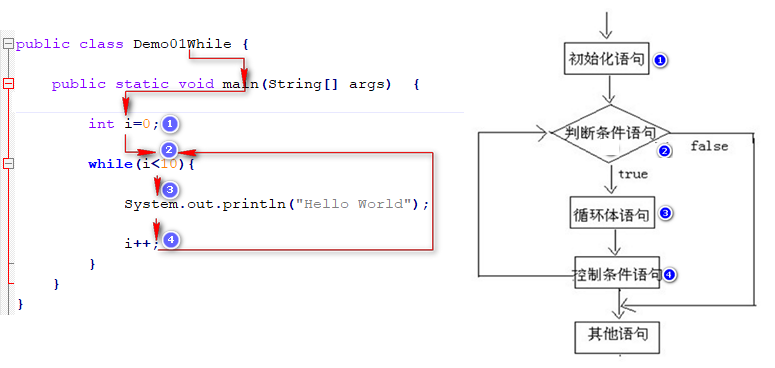 public class Demo01While {
public static void main(String[] args) {
int i=0; 1
2
while(i<10){
3
System.out.println("Hello World");
i++; 4
}
}
}
初始化语句 1
判断条件语句 2
false
true
循环体语句 3
控制条件语句 4
其他语句